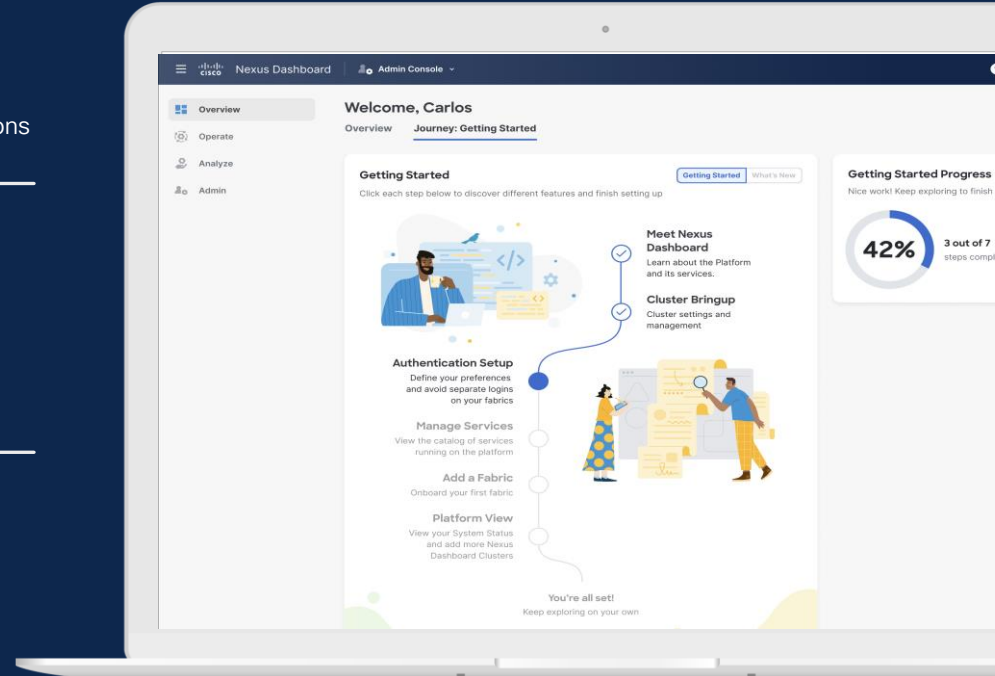 ons
cisco Nexus Dashboard Admin Console
Overview
Operate
Analyze
Admin
Welcome, Carlos
Overview Journey: Getting Started
Getting Started
Getting Started What's New
Click each step below to discover different features and finish setting up
Meet Nexus
Dashboard
Learn about the Platform
and its services.
Cluster Bringup
Cluster settings and
management
Authentication Setup
Define your preferences
and avoid separate logins
on your fabrics
Manage Services
View the catalog of services
running on the platform
Add a Fabric
Onboard your first fabric
Platform View
View your System Status
and add more Nexus
Dashboard Clusters
You're all set!
Keep exploring on your own
Getting Started Progress
Nice work! Keep exploring to finish
42%
3 out of 7
steps compl